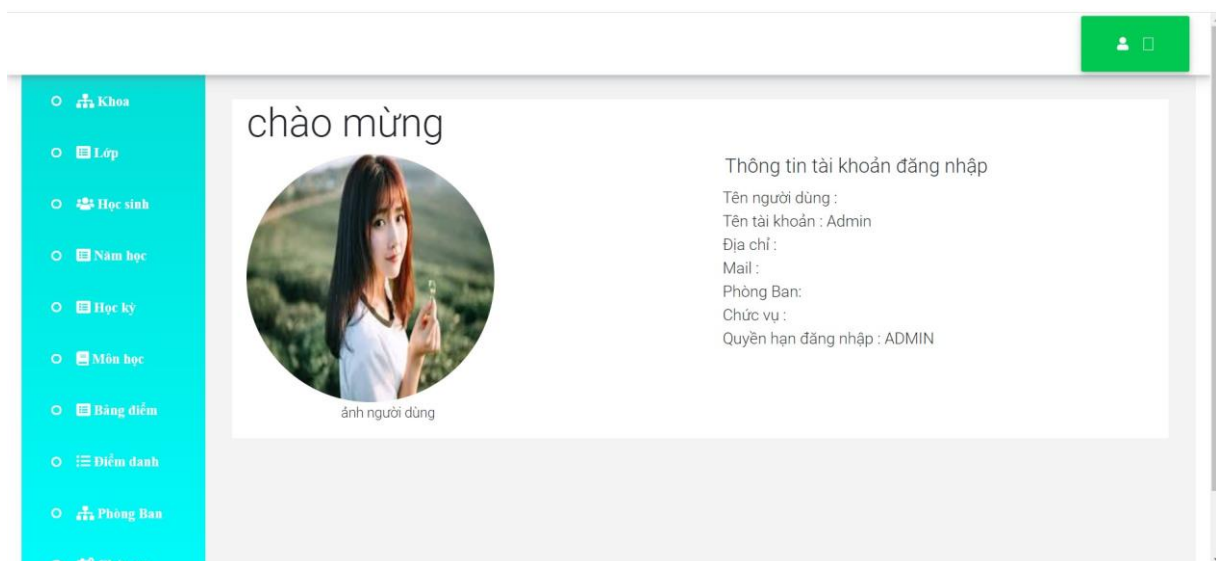 Khoa
Lớp
Học sinh
Năm học
Học kỳ
Môn học
Bảng điểm
Điểm danh
Phòng Ban
chào mừng
ảnh người dùng
Thông tin tài khoản đăng nhập
Tên người dùng :
Tên tài khoản : Admin
Địa chỉ :
Mail :
Phòng Ban:
Chức vụ :
Quyền hạn đăng nhập : ADMIN